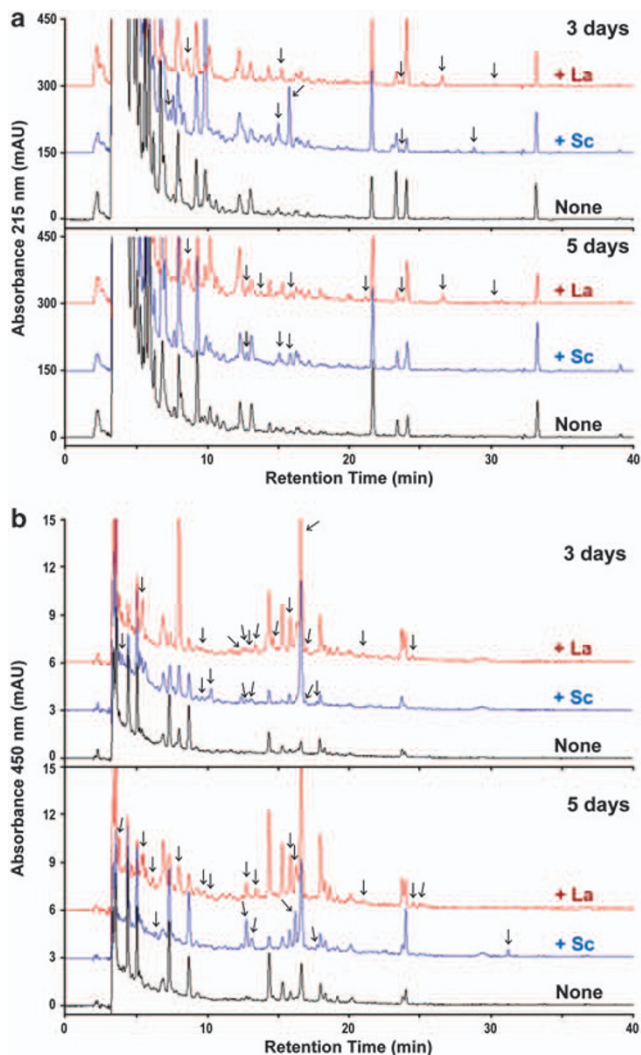 a
3 days
450
+ La
300
+ Sc
150
None
0
5 days
450
+ La
300
+ Sc
150
None
0
Absorbance 215 nm (mAU)
0 10 20 30 40
Retention Time (min)
b
3 days
15
12
9
+ La
6
+ Sc
3
None
0
5 days
12
9
+ La
6
+ Sc
3
None
0
Absorbance 450 nm (mAU)
0 10 20 30 40
Retention Time (min)